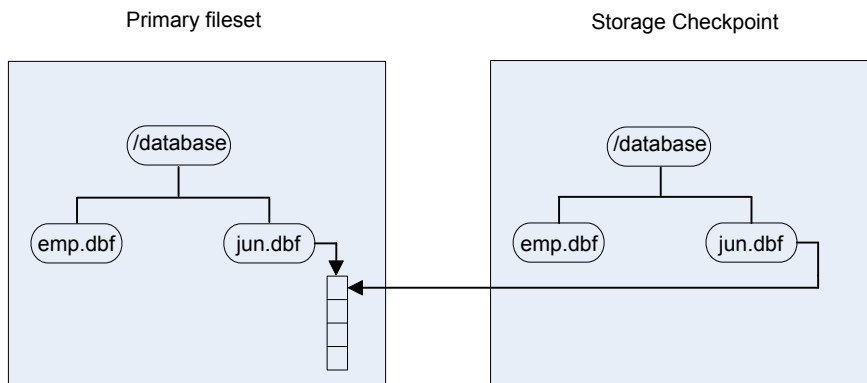 Primary fileset
Storage Checkpoint
/database
/database
emp.dbf
jun.dbf
emp.dbf
jun.dbf